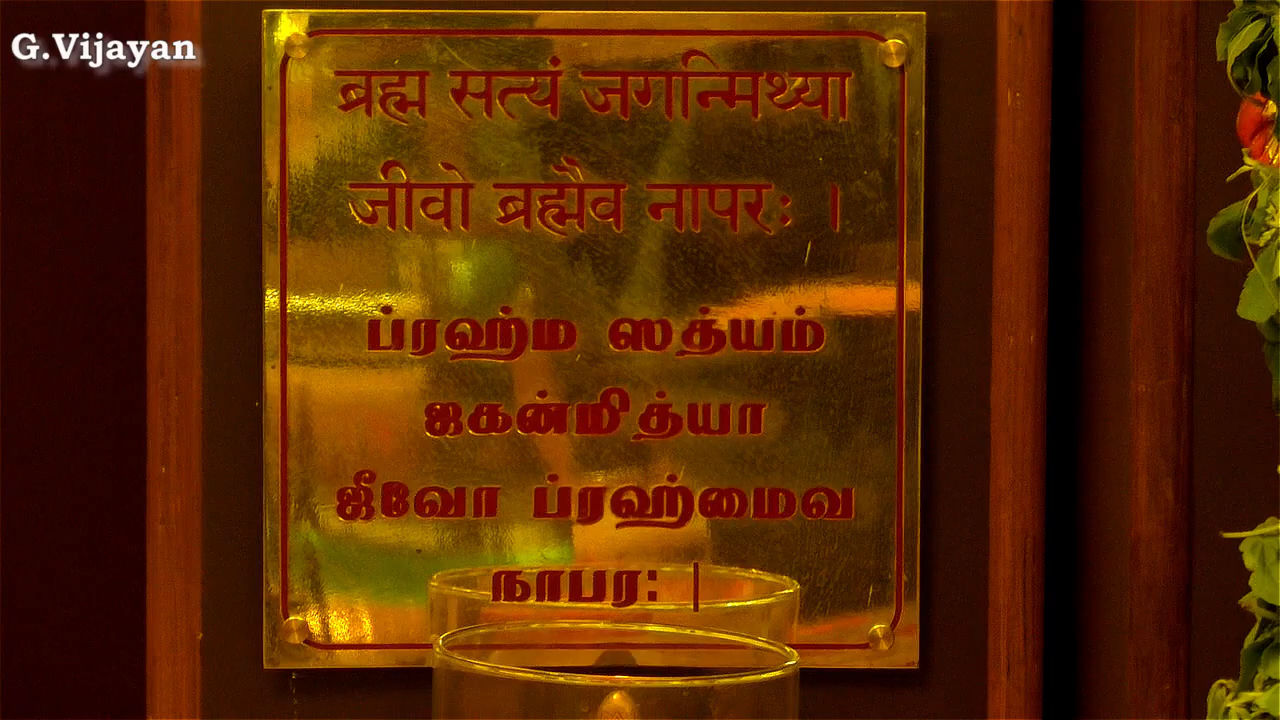 G.Vijayan
ब्रह्म सत्यं जगन्मिथ्या
जीवो ब्रह्मैव नापरः ।
ப்ரஹ்ம ஸத்யம்
ஜகன்மித்யா
ஜீவோ ப்ரஹ்மைவ
நாபர: |